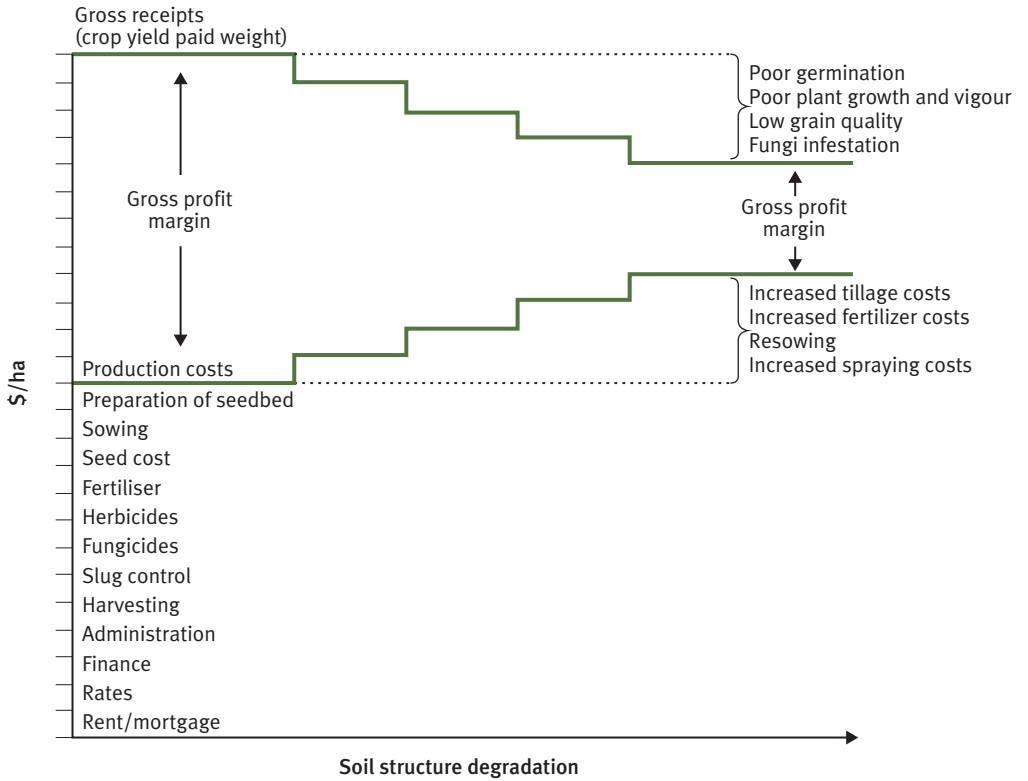 Gross receipts
(crop yield paid weight)
Poor germination
Poor plant growth and vigour
Low grain quality
Fungi infestation
Gross profit
margin
Gross profit
margin
Increased tillage costs
Increased fertilizer costs
Resowing
Increased spraying costs
Production costs
$/ha
Preparation of seedbed
Sowing
Seed cost
Fertiliser
Herbicides
Fungicides
Slug control
Harvesting
Administration
Finance
Rates
Rent/mortgage
Soil structure degradation